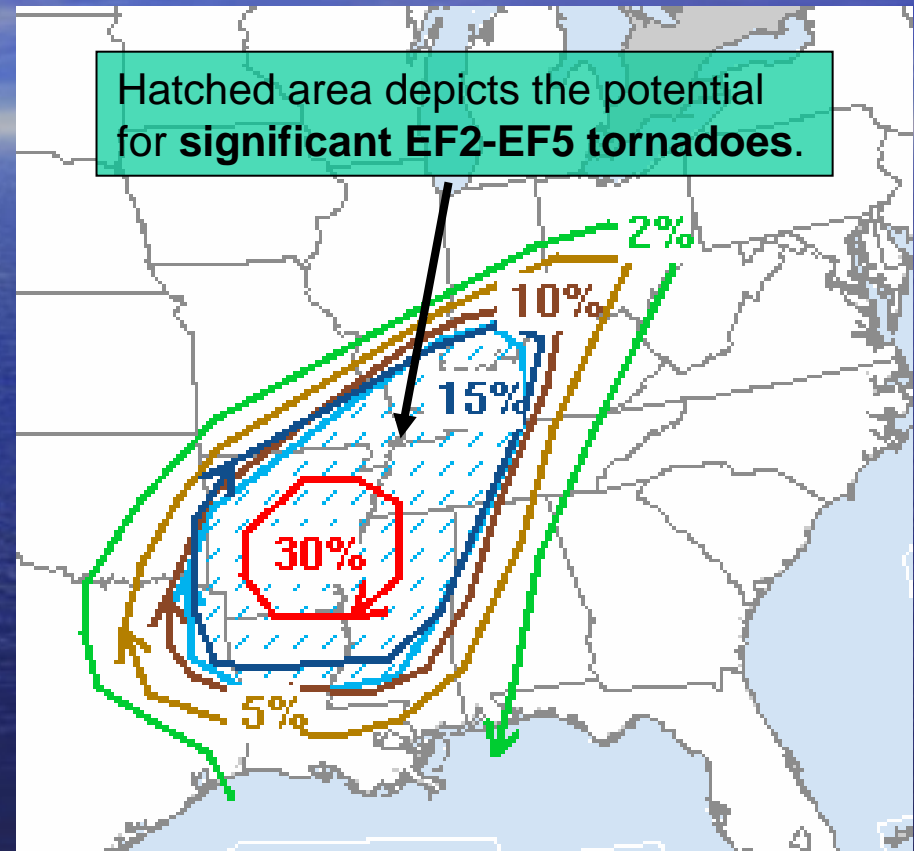 Hatched area depicts the potential
for significant EF2-EF5 tornadoes.
2%
10%
15%
30%
5%